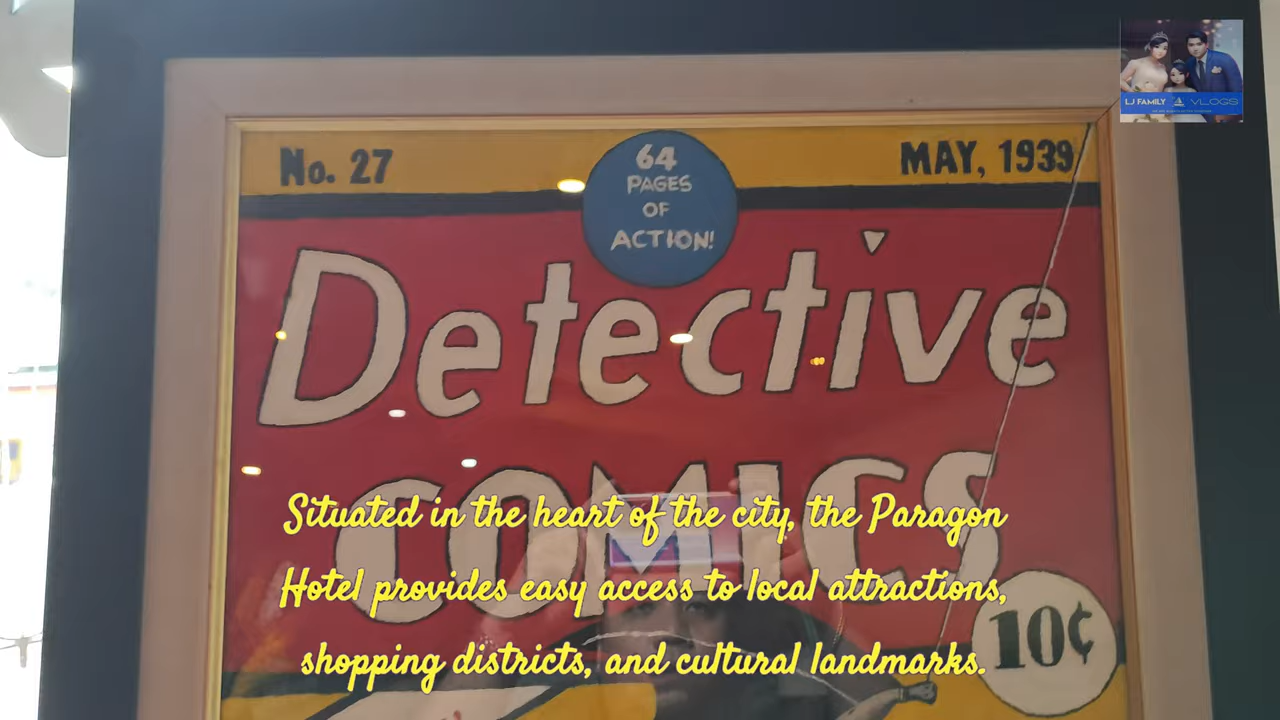 LJ FAMILY VLOGS
No. 27
64
PAGES
OF
ACTION!
MAY, 1939
Detective
COMICS
10¢
Situated in the heart of the city, the Paragon
Hotel provides easy access to local attractions,
shopping districts, and cultural landmarks.